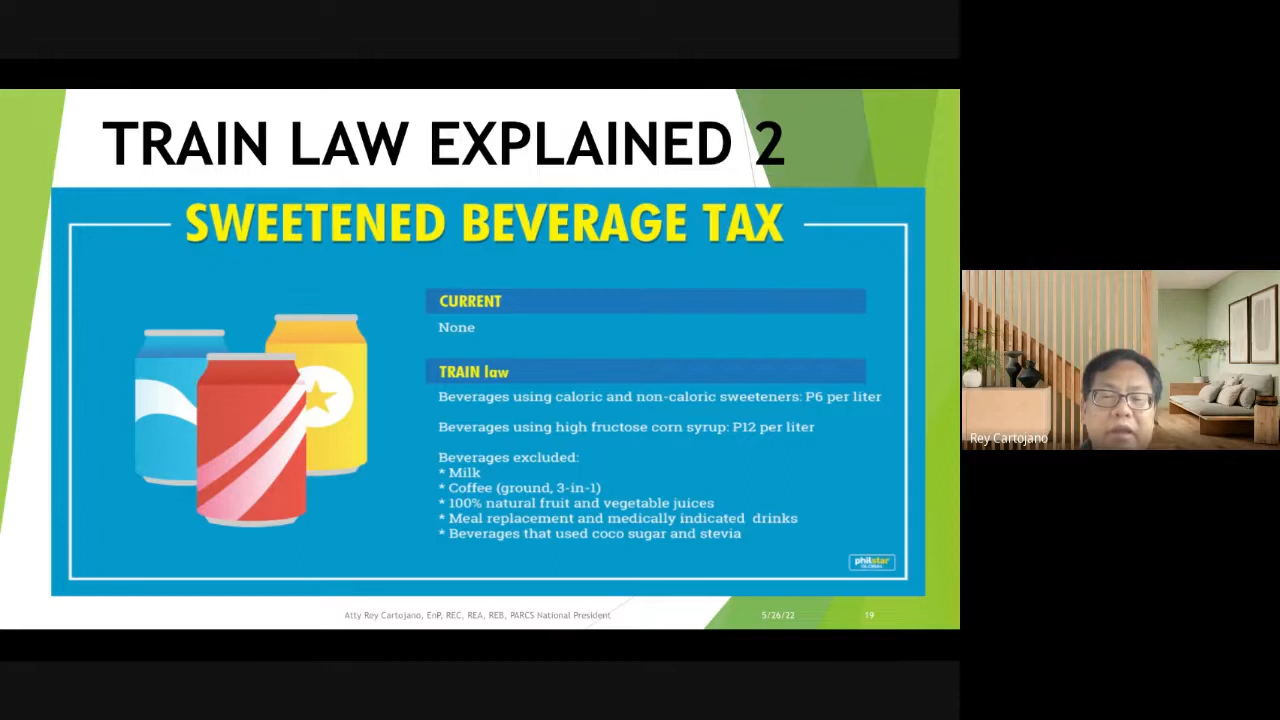 TRAIN LAW EXPLAINED 2
SWEETENED BEVERAGE TAX
CURRENT
None
TRAIN law
Beverages using caloric and non-caloric sweeteners: P6 per liter
Beverages using high fructose corn syrup: P12 per liter
Beverages excluded:
* Milk
* Coffee (ground, 3-in-1)
* 100% natural fruit and vegetable juices
* Meal replacement and medically indicated drinks
* Beverages that used coco sugar and stevia
philstar
Atty Rey Cartojano, EnP, REC, REA, REB, PARCS National President
5/26/22
19
Rey Cartojano